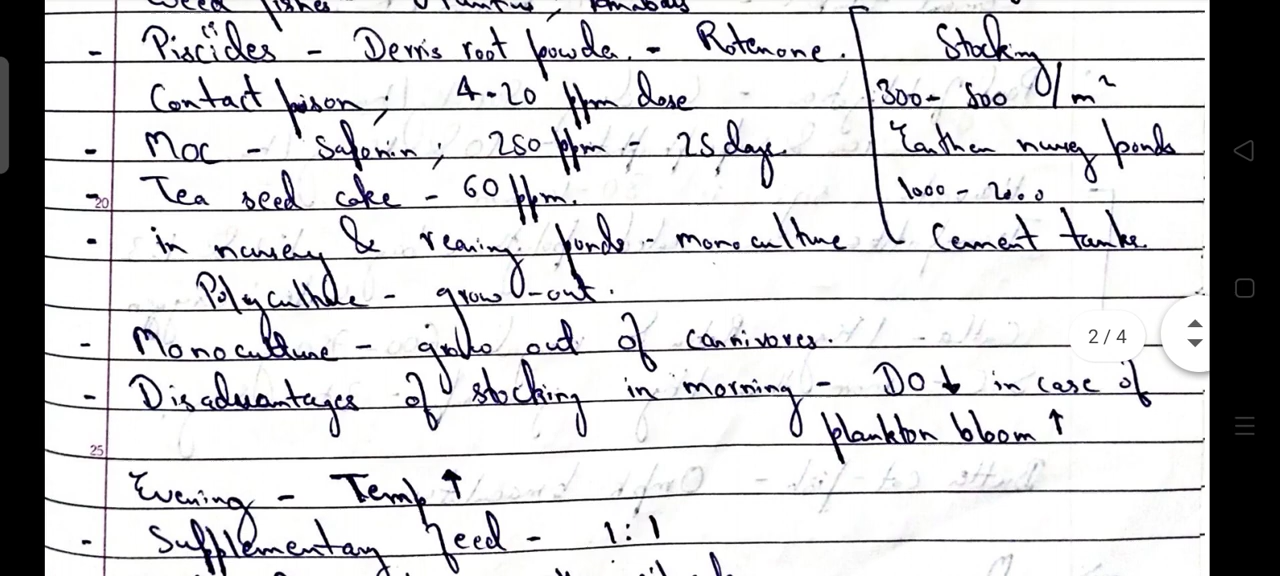 - Piscides - Derris root powder. - Rotenone.
Contact poison; 4-20 ppm dose
- MOC - Saponin; 250 ppm - 25 days
- Tea seed cake - 60 ppm.
20
- in nursery & rearing ponds - monoculture
Polyculture - grow-out.
- Monoculture - grow out of carnivores.
- Disadvantages of stocking in morning - DO ↓ in case of
plankton bloom ↑
25
Evening - Temp ↑
- Supplementary feed - 1:1
Stocking
300 - 500 / m²
Earthen nursery ponds
1000 - 2000
Cement tanks.
2 / 4